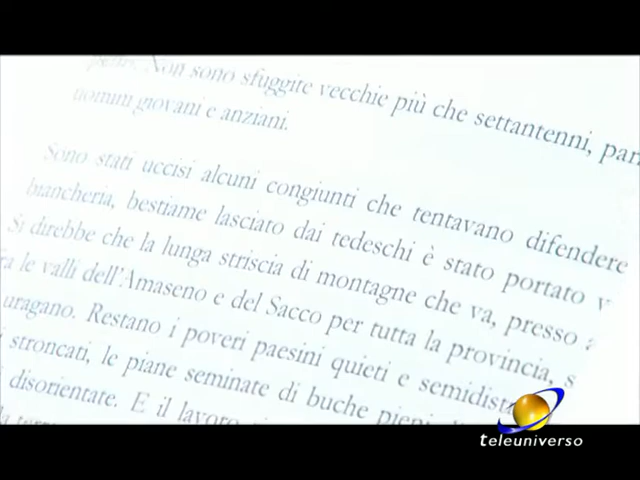 Non sono sfuggite vecchie più che settantenni,
uomini giovani e anziani.
Sono stati uccisi alcuni congiunti che tentavano difendere
biancheria, bestiame lasciato dai tedeschi è stato portato v
Si direbbe che la lunga striscia di montagne che va, presso a
fra le valli dell'Amaseno e del Sacco per tutta la provincia, s
uragano. Restano i poveri paesini quieti e
i stroncati, le piane seminate di buche pieni
disorientate. E il lavoro
teleuniverso